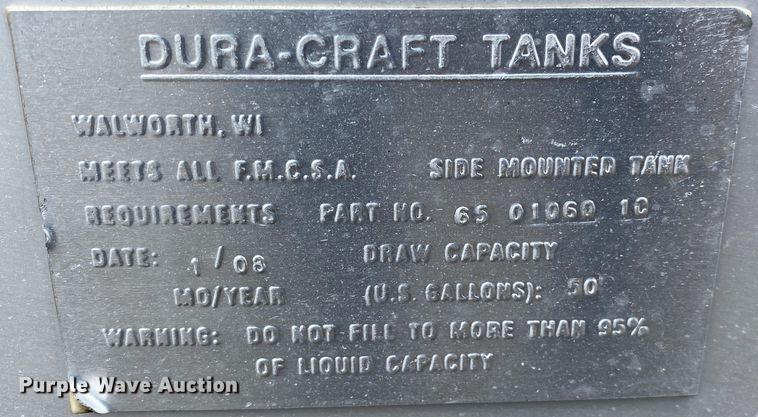 DURA-CRAFT TANKS
WALWORTH, WI
MEETS ALL F.M.C.S.A. SIDE MOUNTED TANK
REQUIREMENTS PART NO. 65 01060 1C
DATE: 1/08 DRAW CAPACITY
MO/YEAR (U.S. GALLONS): 50
WARNING: DO NOT FILL TO MORE THAN 95%
OF LIQUID CAPACITY
Purple Wave Auction